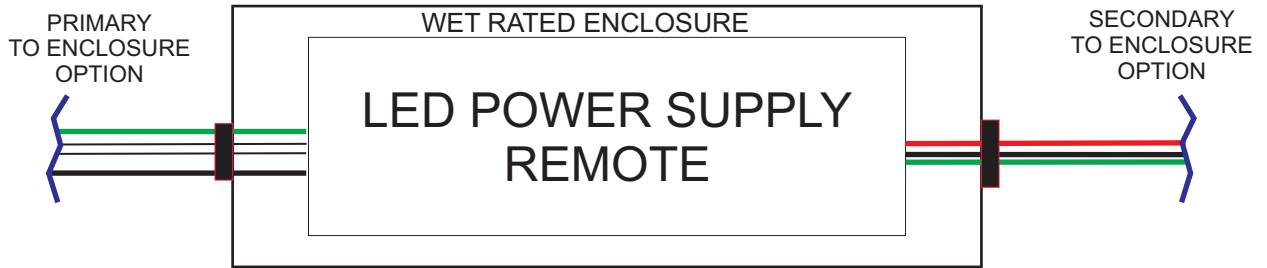 PRIMARY
TO ENCLOSURE
OPTION
WET RATED ENCLOSURE
LED POWER SUPPLY
REMOTE
SECONDARY
TO ENCLOSURE
OPTION